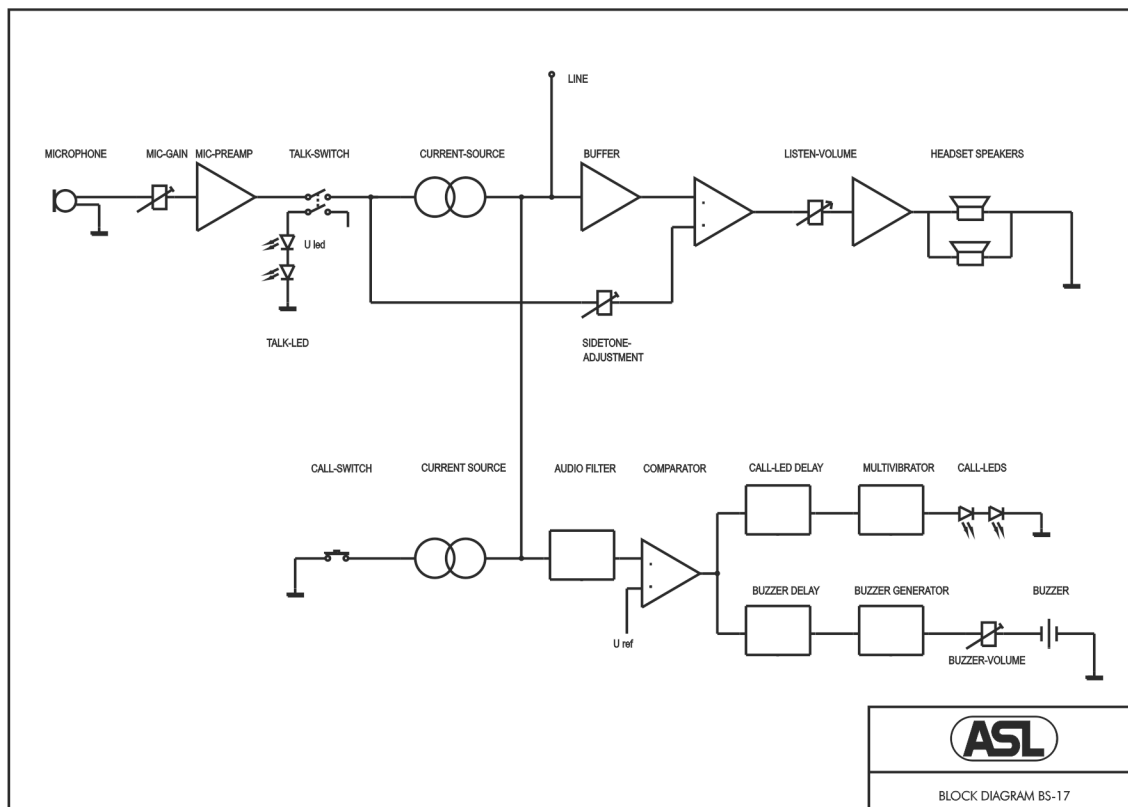 LINE
MICROPHONE
MIC-GAIN
MIC-PREAMP
TALK-SWITCH
CURRENT-SOURCE
BUFFER
LISTEN-VOLUME
HEADSET SPEAKERS
U led
TALK-LED
SIDETONE-
ADJUSTMENT
CALL-SWITCH
CURRENT SOURCE
AUDIO FILTER
COMPARATOR
CALL-LED DELAY
MULTIVIBRATOR
CALL-LEDS
BUZZER DELAY
BUZZER GENERATOR
BUZZER
U ref
BUZZER-VOLUME
ASL
BLOCK DIAGRAM BS-17